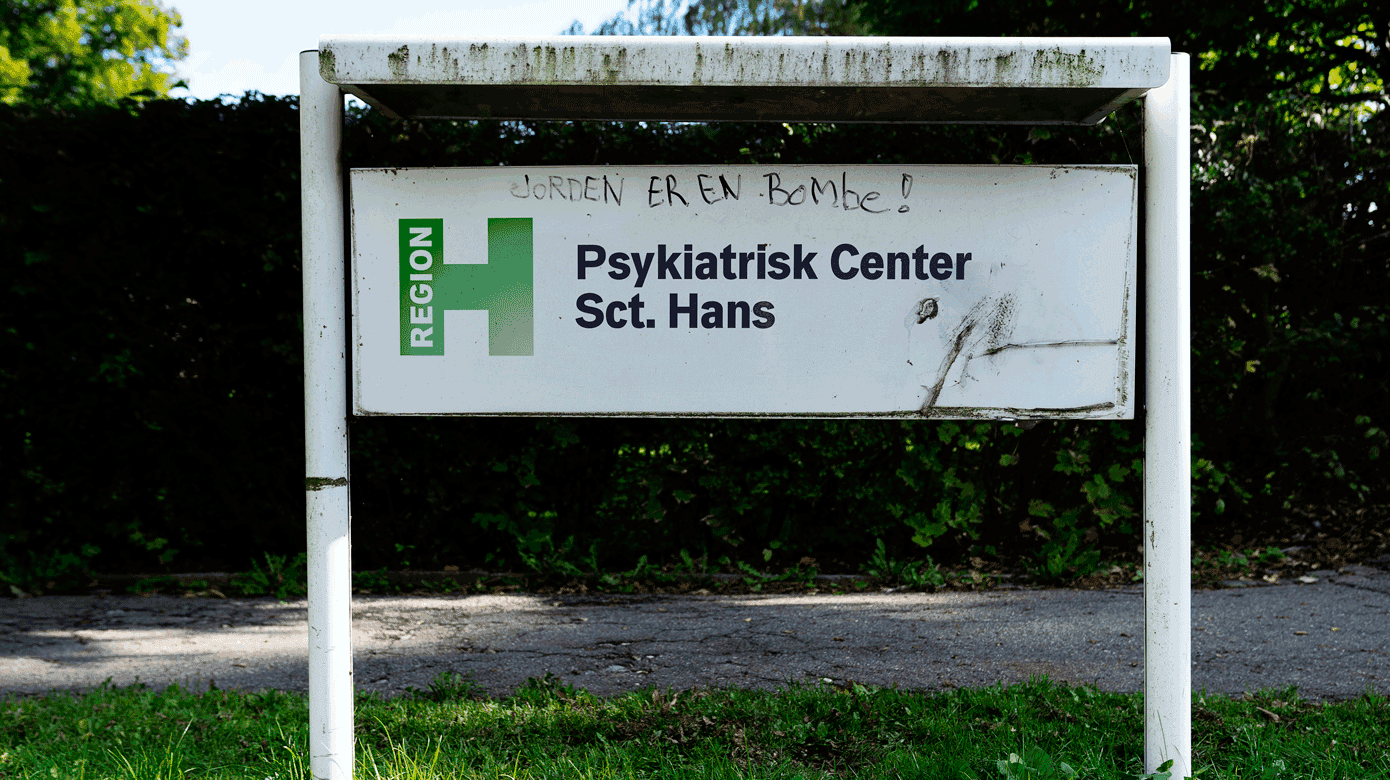 JORDEN ER EN BOMbe!
REGION H
Psykiatrisk Center
Sct. Hans